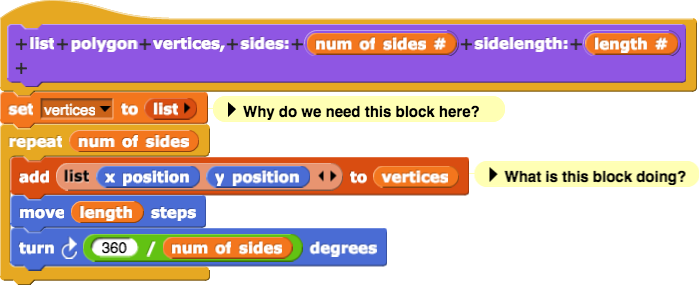 + list + polygon + vertices, + sides: + num of sides # + sidelength: + length #
+
set vertices to list Why do we need this block here?
repeat num of sides
add list x position y position to vertices What is this block doing?
move length steps
turn 360 / num of sides degrees